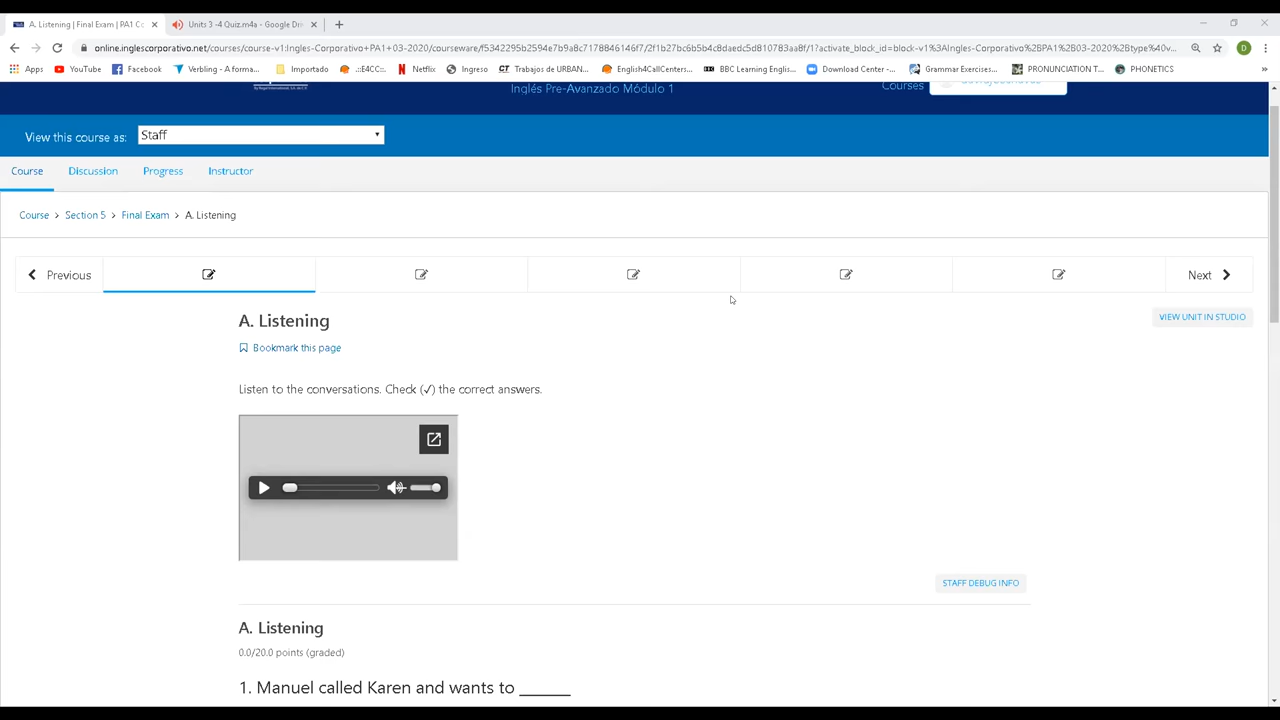 A. Listening | Final Exam | PA1 Co
Units 3 -4 Quiz.m4a - Google Dri
online.inglescorporativo.net/courses/course-v1:Ingles-Corporativo+PA1+03-2020/courseware/f5342295b2594e7b9a8c7178846146f7/2f1b27bc6b5b4c8daedc5d810783aa8f/1?activate_block_id=block-v1%3AIngles-Corporativo%2BPA1%2B03-2020%2Btype%40v...
D
Apps YouTube Facebook Verbling - A forma... Importado .::E4CC::. Netflix Ingreso Trabajos de URBAN... English4CallCenters... BBC Learning Englis... Download Center -... Grammar Exercises... PRONUNCIATION T... PHONETICS »
Inglés Pre-Avanzado Módulo 1
Courses
View this course as: Staff
Course Discussion Progress Instructor
Course > Section 5 > Final Exam > A. Listening
Previous Next
A. Listening
VIEW UNIT IN STUDIO
Bookmark this page
Listen to the conversations. Check (✓) the correct answers.
STAFF DEBUG INFO
A. Listening
0.0/20.0 points (graded)
1. Manuel called Karen and wants to ______